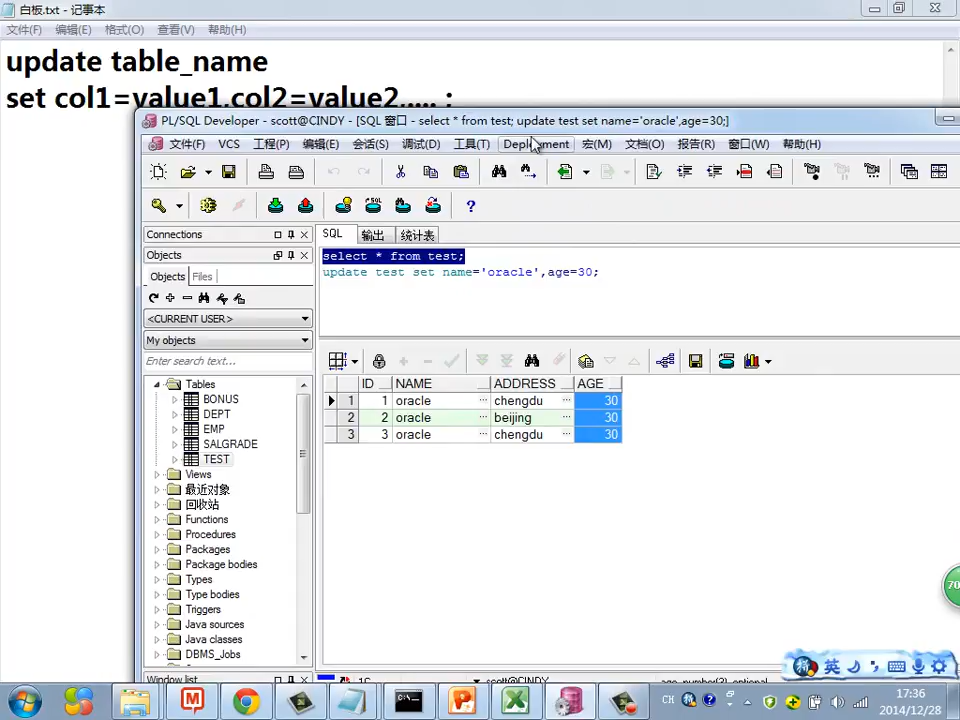 白板.txt - 记事本
文件(F) 编辑(E) 格式(O) 查看(V) 帮助(H)
update table_name
set col1=value1,col2=value2,.... ;
PL/SQL Developer - scott@CINDY - [SQL 窗口 - select * from test; update test set name='oracle',age=30;]
文件(F) VCS 工程(P) 编辑(E) 会话(S) 调试(D) 工具(T) Deployment 宏(M) 文档(O) 报告(R) 窗口(W) 帮助(H)
Connections
Objects
Objects Files
<CURRENT USER>
My objects
Enter search text...
Tables
BONUS
DEPT
EMP
SALGRADE
TEST
Views
最近对象
回收站
Functions
Procedures
Packages
Package bodies
Types
Type bodies
Triggers
Java sources
Java classes
DBMS_Jobs
Window list
SQL 输出 统计表
select * from test;
update test set name='oracle',age=30;
ID NAME ADDRESS AGE
1 1 oracle chengdu 30
2 2 oracle beijing 30
3 3 oracle chengdu 30
scott@CINDY
age, number(3), optional
英
70
CH
17:36
2014/12/28